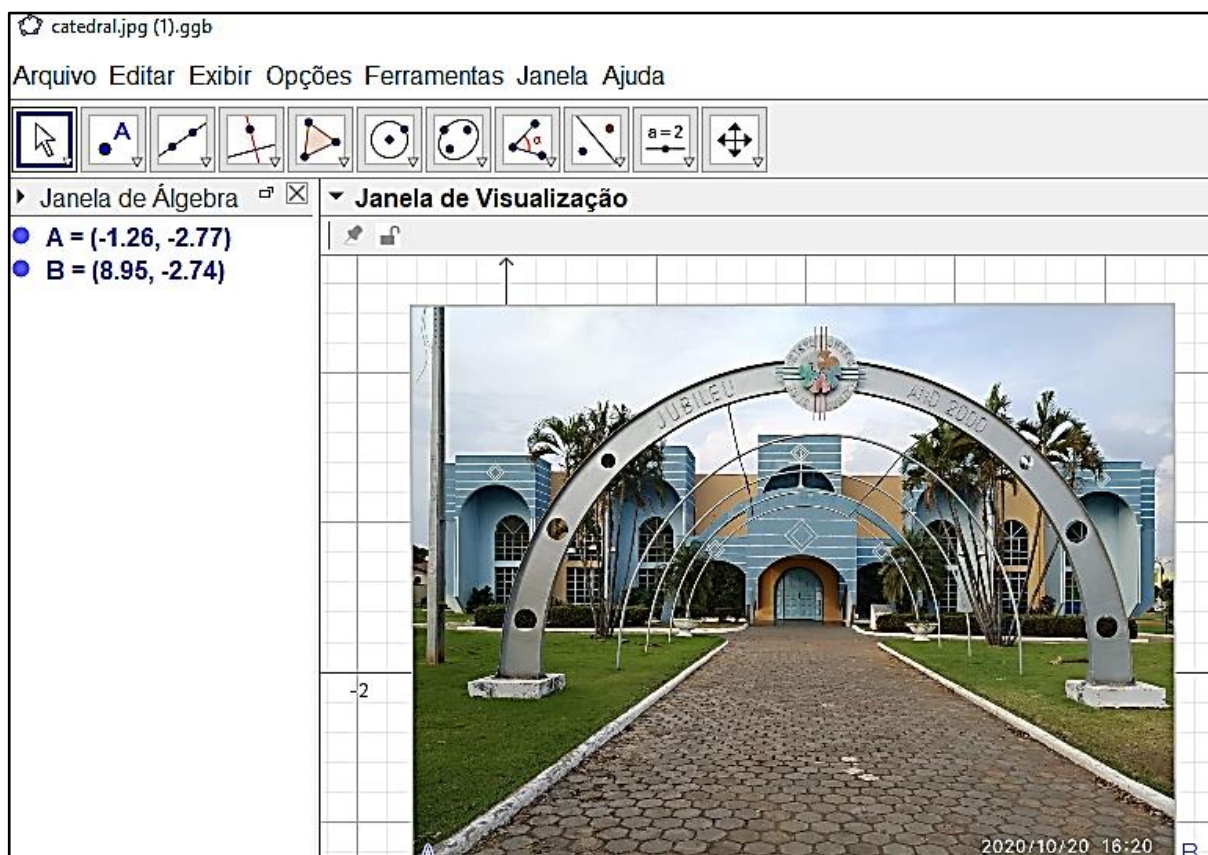 catedral.jpg (1).ggb
Arquivo Editar Exibir Opções Ferramentas Janela Ajuda
A
α
a=2
Janela de Álgebra
Janela de Visualização
A = (-1.26, -2.77)
B = (8.95, -2.74)
JUBILEU
ANO 2000
-2
2020/10/20 16:20
A
B